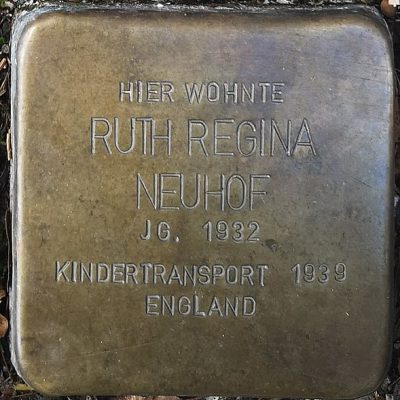 HIER WOHNTE
RUTH REGINA
NEUHOF
JG. 1932
KINDERTRANSPORT 1939
ENGLAND